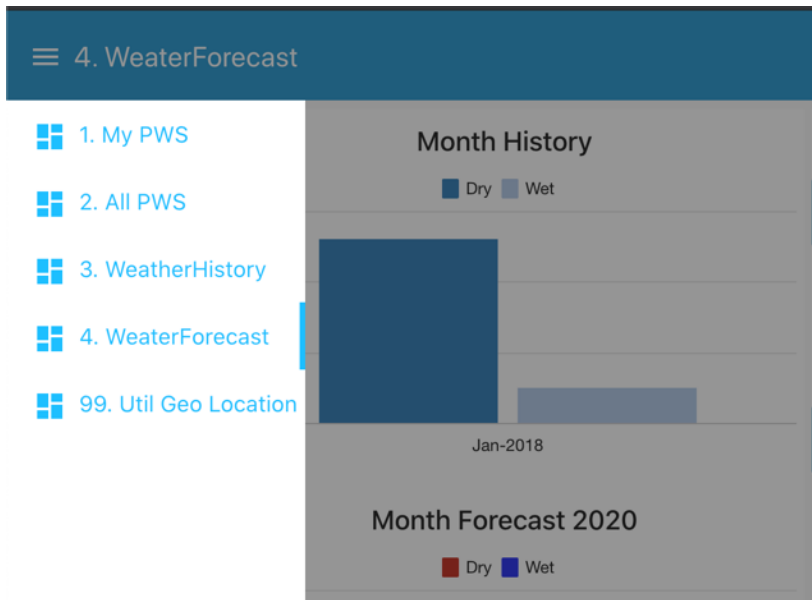 4. WeaterForecast
1. My PWS
2. All PWS
3. WeatherHistory
4. WeaterForecast
99. Util Geo Location
Month History
Dry Wet
Jan-2018
Month Forecast 2020
Dry Wet